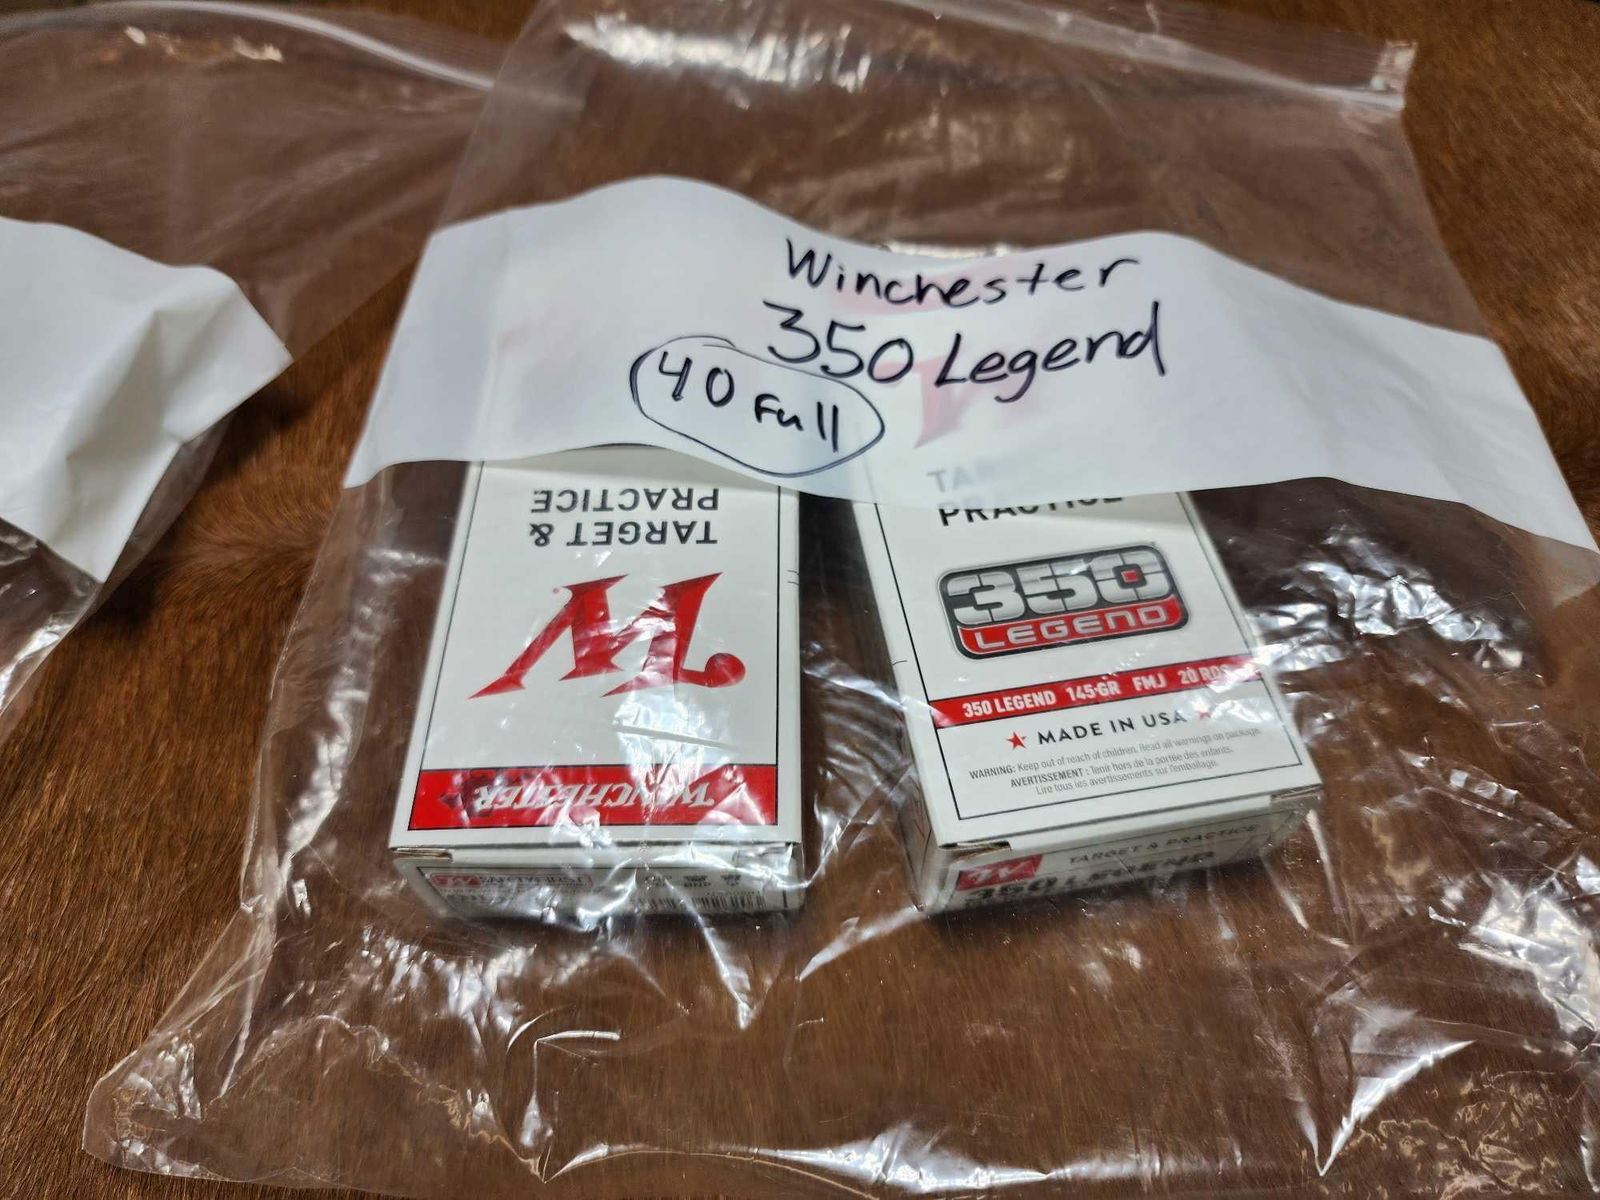 Winchester
350 Legend
40 Full
TARGET &
PRACTICE
W
WINCHESTER
PRACTICE
350
LEGEND
350 LEGEND 145 GR FMJ 20 RDS
MADE IN USA
WARNING: Keep out of reach of children. Read all warnings on package.
AVERTISSEMENT : Tenir hors de la portée des enfants.
Lire tous les avertissements sur l'emballage.
TARGET & PRACTICE
350 LEGEND